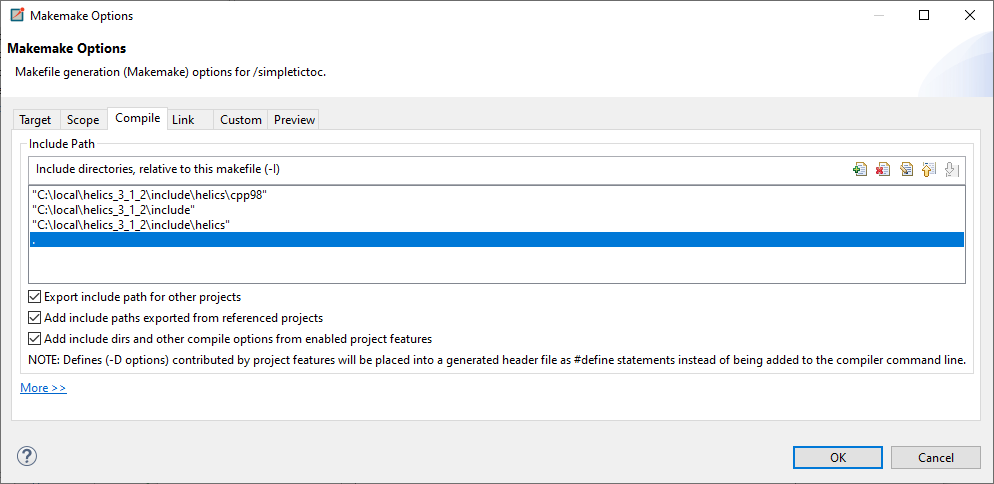 Makemake Options
Makemake Options
Makefile generation (Makemake) options for /simpletictoc.
Target Scope Compile Link Custom Preview
Include Path
Include directories, relative to this makefile (-I)
"C:\local\helics_3_1_2\include\helics\cpp98"
"C:\local\helics_3_1_2\include"
"C:\local\helics_3_1_2\include\helics"
.
Export include path for other projects
Add include paths exported from referenced projects
Add include dirs and other compile options from enabled project features
NOTE: Defines (-D options) contributed by project features will be placed into a generated header file as #define statements instead of being added to the compiler command line.
More >>
? OK Cancel